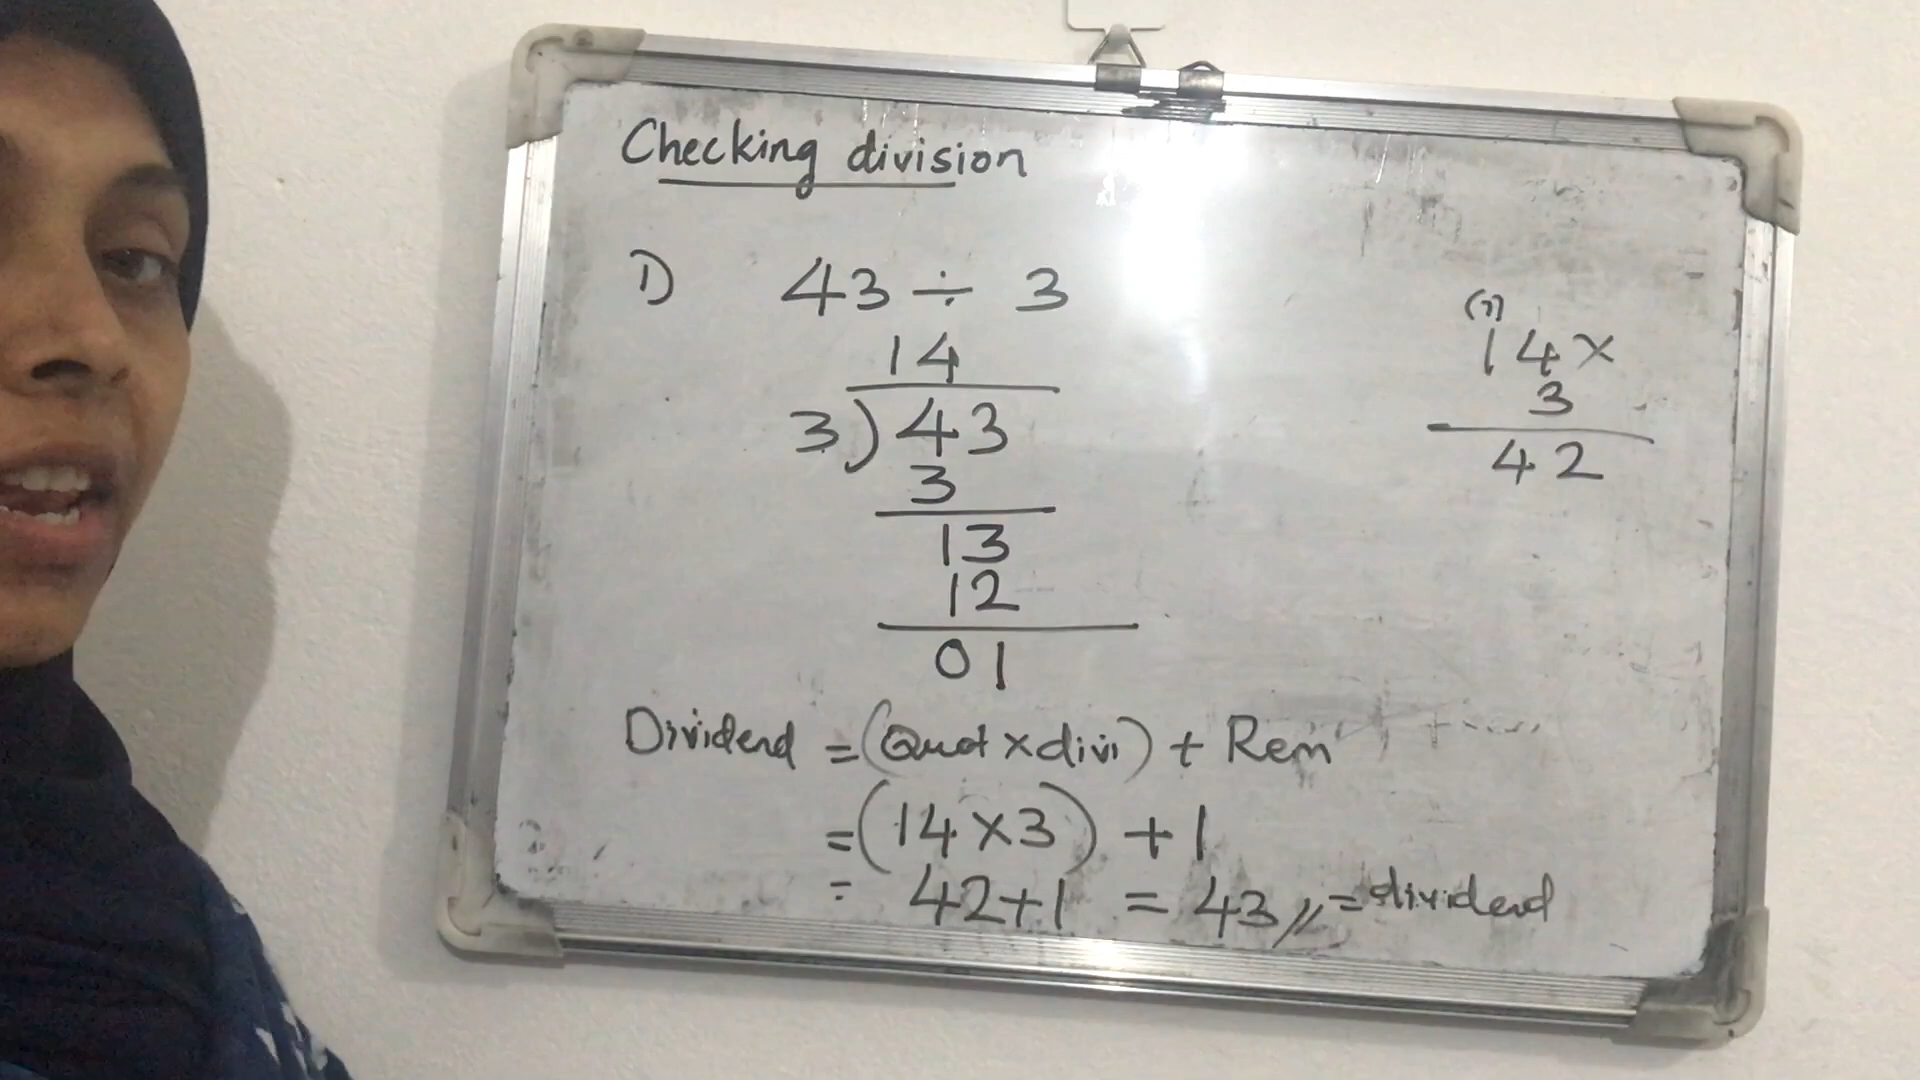 Checking division
1) 43 ÷ 3
14
3) 43
3
13
12
01
Dividend = (Quot × divi) + Rem
= (14 × 3) + 1
= 42 + 1 = 43 // = dividend
(1)
14 ×
3
42